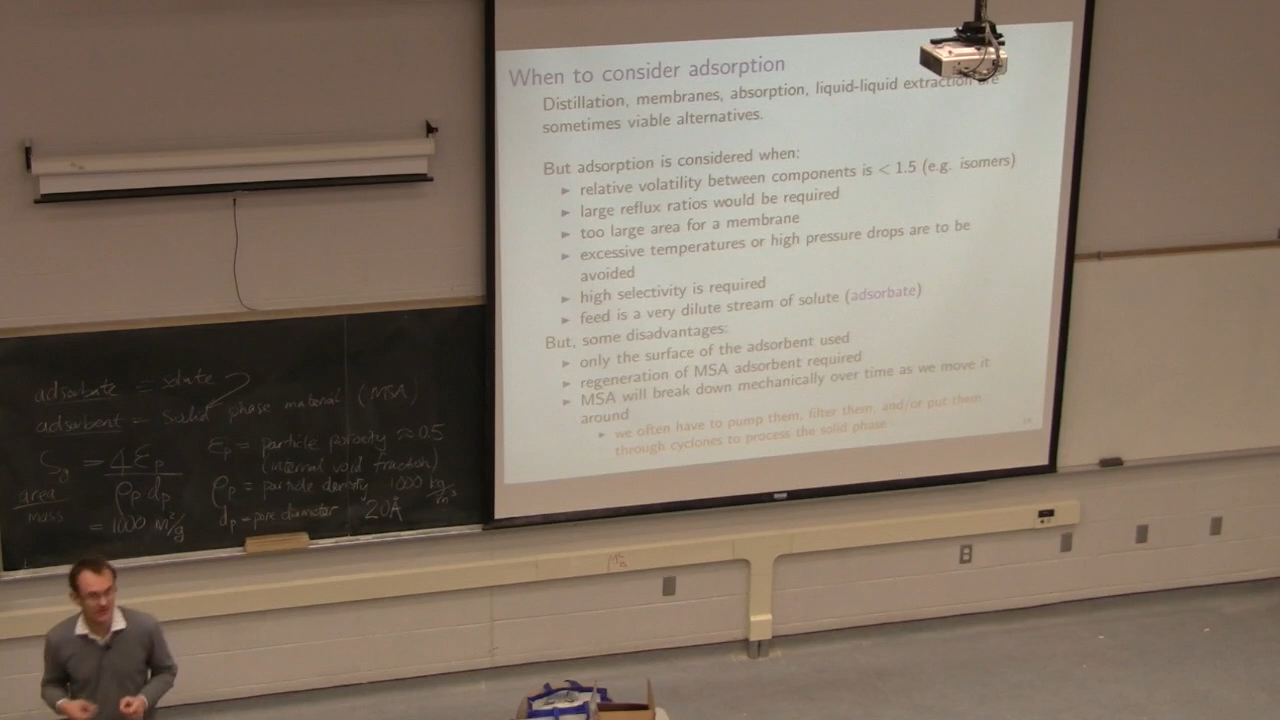 When to consider adsorption
Distillation, membranes, absorption, liquid-liquid extraction are
sometimes viable alternatives.
But adsorption is considered when:
► relative volatility between components is < 1.5 (e.g. isomers)
► large reflux ratios would be required
► too large area for a membrane
► excessive temperatures or high pressure drops are to be
avoided
► high selectivity is required
► feed is a very dilute stream of solute (adsorbate)
But, some disadvantages:
► only the surface of the adsorbent used
► regeneration of MSA adsorbent required
► MSA will break down mechanically over time as we move it
around
► we often have to pump them, filter them, and/or put them
through cyclones to process the solid phase
adsorbate = solute
adsorbent = Solid phase material (MSA)
Sg = 4εp / ρp dp
area / mass
= 1000 m²/g
εp = particle porosity ≈ 0.5
(internal void fraction)
ρp = particle density 1000 kg/m³
dp = pore diameter 20Å